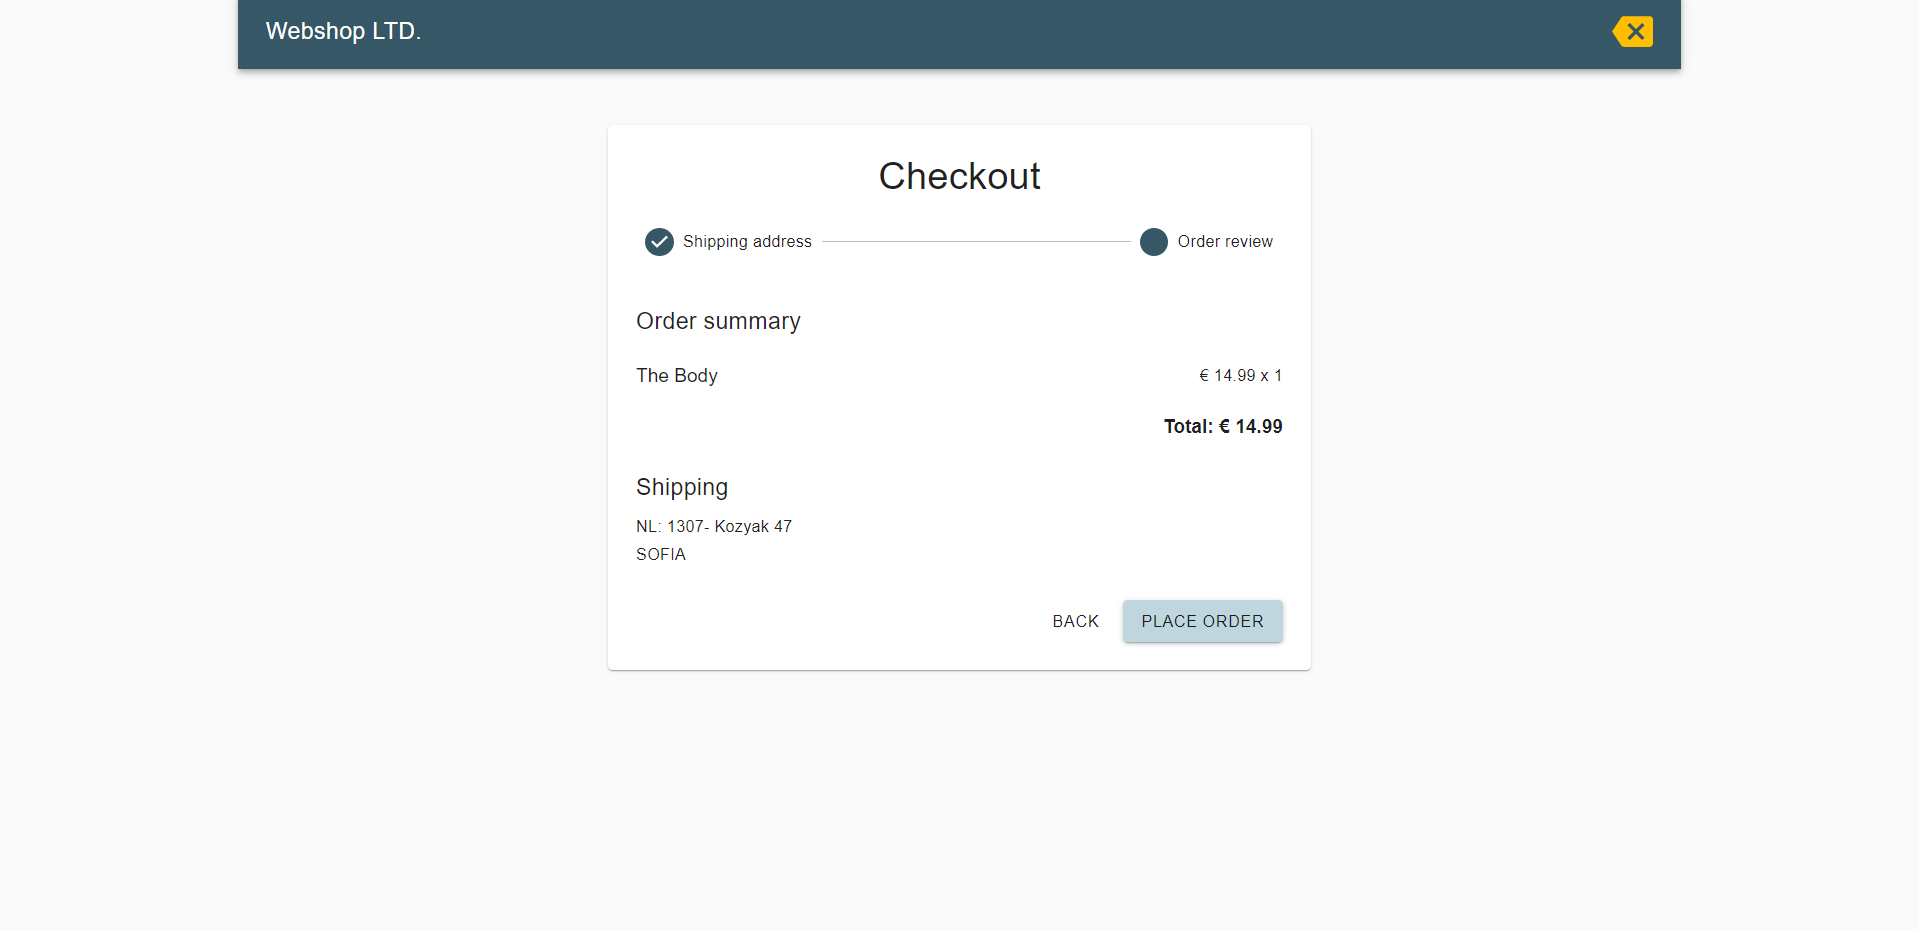 Webshop LTD.
Checkout
Shipping address
Order review
Order summary
The Body
€ 14.99 x 1
Total: € 14.99
Shipping
NL: 1307- Kozyak 47
SOFIA
BACK
PLACE ORDER